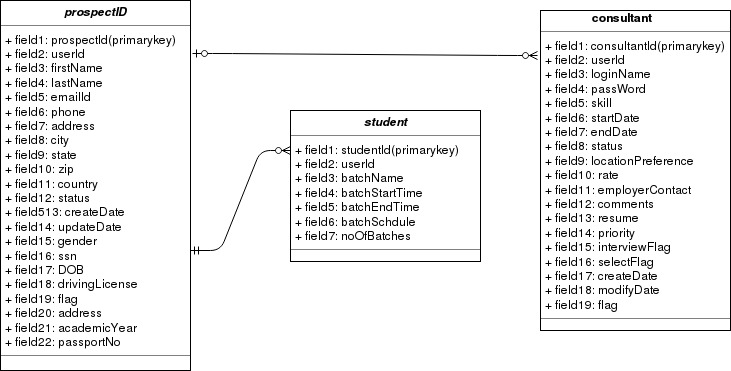 prospectID
+ field1: prospectId(primarykey)
+ field2: userId
+ field3: firstName
+ field4: lastName
+ field5: emailId
+ field6: phone
+ field7: address
+ field8: city
+ field9: state
+ field10: zip
+ field11: country
+ field12: status
+ field513: createDate
+ field14: updateDate
+ field15: gender
+ field16: ssn
+ field17: DOB
+ field18: drivingLicense
+ field19: flag
+ field20: address
+ field21: academicYear
+ field22: passportNo
student
+ field1: studentId(primarykey)
+ field2: userId
+ field3: batchName
+ field4: batchStartTime
+ field5: batchEndTime
+ field6: batchSchdule
+ field7: noOfBatches
consultant
+ field1: consultantId(primarykey)
+ field2: userId
+ field3: loginName
+ field4: passWord
+ field5: skill
+ field6: startDate
+ field7: endDate
+ field8: status
+ field9: locationPreference
+ field10: rate
+ field11: employerContact
+ field12: comments
+ field13: resume
+ field14: priority
+ field15: interviewFlag
+ field16: selectFlag
+ field17: createDate
+ field18: modifyDate
+ field19: flag